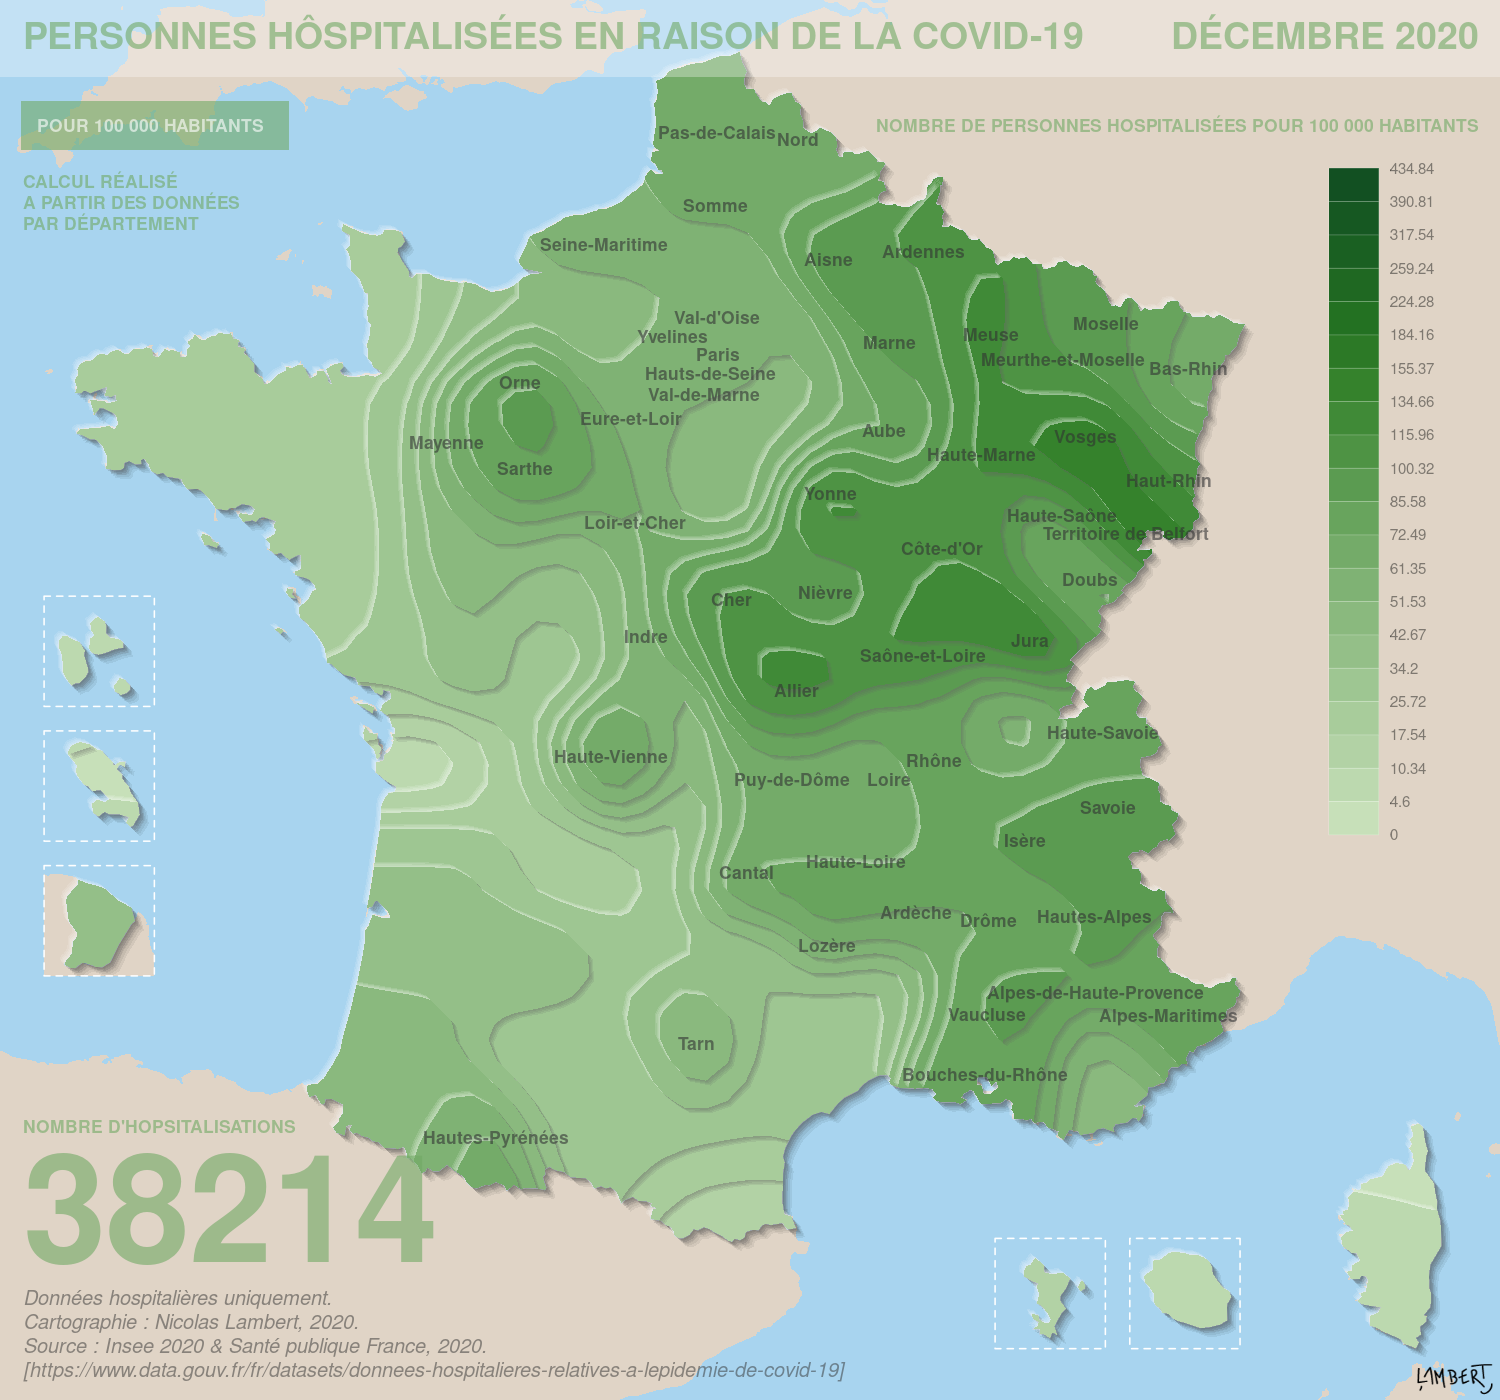 PERSONNES HÔSPITALISÉES EN RAISON DE LA COVID-19 DÉCEMBRE 2020
POUR 100 000 HABITANTS
NOMBRE DE PERSONNES HOSPITALISÉES POUR 100 000 HABITANTS
CALCUL RÉALISÉ
A PARTIR DES DONNÉES
PAR DÉPARTEMENT
434.84
390.81
317.54
259.24
224.28
184.16
155.37
134.66
115.96
100.32
85.58
72.49
61.35
51.53
42.67
34.2
25.72
17.54
10.34
4.6
0
Pas-de-Calais
Nord
Somme
Seine-Maritime
Aisne
Ardennes
Val-d'Oise
Yvelines
Paris
Hauts-de-Seine
Val-de-Marne
Marne
Meuse
Moselle
Meurthe-et-Moselle
Bas-Rhin
Orne
Eure-et-Loir
Mayenne
Sarthe
Aube
Haute-Marne
Vosges
Haut-Rhin
Yonne
Loir-et-Cher
Haute-Saône
Territoire de Belfort
Côte-d'Or
Doubs
Cher
Nièvre
Indre
Jura
Saône-et-Loire
Allier
Haute-Savoie
Haute-Vienne
Rhône
Puy-de-Dôme
Loire
Savoie
Isère
Haute-Loire
Cantal
Ardèche
Drôme
Hautes-Alpes
Lozère
Alpes-de-Haute-Provence
Vaucluse
Alpes-Maritimes
Tarn
Bouches-du-Rhône
Hautes-Pyrénées
NOMBRE D'HOPSITALISATIONS
38214
Données hospitalières uniquement.
Cartographie : Nicolas Lambert, 2020.
Source : Insee 2020 & Santé publique France, 2020.
[https://www.data.gouv.fr/fr/datasets/donnees-hospitalieres-relatives-a-lepidemie-de-covid-19]
LAMBERT